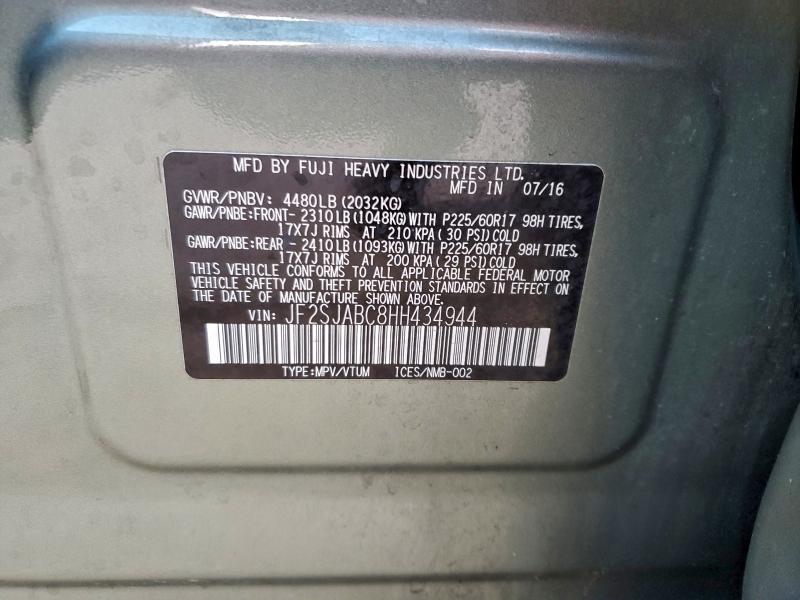 MFD BY FUJI HEAVY INDUSTRIES LTD.
MFD IN 07/16
GVWR/PNBV: 4480LB(2032KG)
GAWR/PNBE:FRONT-2310LB(1048KG)WITH P225/60R17 98H TIRES,
17X7J RIMS AT 210KPA(30 PSI)COLD
GAWR/PNBE:REAR -2410LB(1093KG)WITH P225/60R17 98H TIRES,
17X7J RIMS AT 200 KPA(29 PSI)COLD
THIS VEHICLE CONFORMS TO ALL APPLICABLE FEDERAL MOTOR
VEHICLE SAFETY AND THEFT PREVENTION STANDARDS IN EFFECT ON
THE DATE OF MANUFACTURE SHOWN ABOVE.
VIN: JF2SJABC8HH434944
TYPE:MPV/VTUM ICES/NMB-002